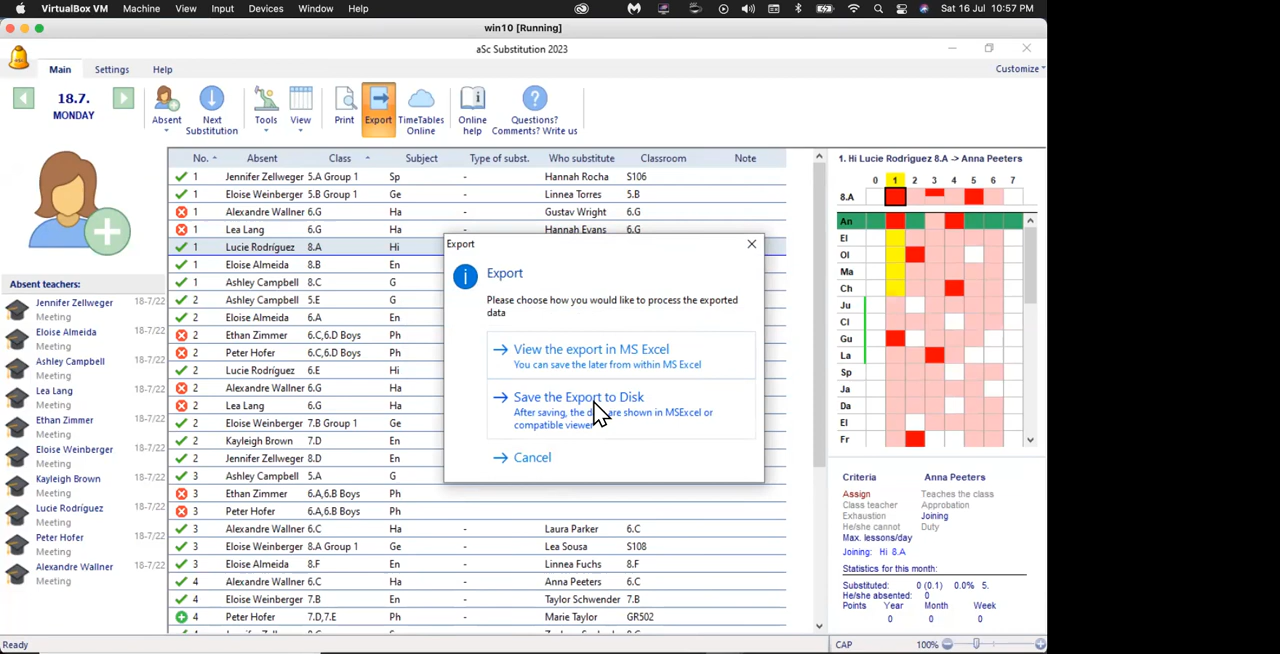 VirtualBox VM Machine View Input Devices Window Help Sat 16 Jul 10:57 PM
win10 [Running]
aSc Substitution 2023
aSc
Main Settings Help Customize
18.7.
MONDAY
Absent
Next Substitution
Tools
View
Print
Export
TimeTables Online
Online help
Questions? Comments? Write us
Absent teachers:
Jennifer Zellweger 18-7/22
Meeting
Eloise Almeida 18-7/22
Meeting
Ashley Campbell 18-7/22
Meeting
Lea Lang 18-7/22
Meeting
Ethan Zimmer 18-7/22
Meeting
Eloise Weinberger 18-7/22
Meeting
Kayleigh Brown 18-7/22
Meeting
Lucie Rodríguez 18-7/22
Meeting
Peter Hofer 18-7/22
Meeting
Alexandre Wallner 18-7/22
Meeting
No. Absent Class Subject Type of subst. Who substitute Classroom Note
1 Jennifer Zellweger 5.A Group 1 Sp - Hannah Rocha S106
1 Eloise Weinberger 5.B Group 1 Ge - Linnea Torres 5.B
1 Alexandre Wallner 6.G Ha - Gustav Wright 6.G
1 Lea Lang 6.G Ha - Hannah Evans 6.G
1 Lucie Rodríguez 8.A Hi
1 Eloise Almeida 8.B En
1 Ashley Campbell 8.C G
2 Ashley Campbell 5.E G
2 Eloise Almeida 6.A En
2 Ethan Zimmer 6.C,6.D Boys Ph
2 Peter Hofer 6.C,6.D Boys Ph
2 Lucie Rodríguez 6.E Hi
2 Alexandre Wallner 6.G Ha
2 Lea Lang 6.G Ha
2 Eloise Weinberger 7.B Group 1 Ge
2 Kayleigh Brown 7.D En
2 Jennifer Zellweger 8.D En
3 Ashley Campbell 5.A G
3 Ethan Zimmer 6.A,6.B Boys Ph
3 Peter Hofer 6.A,6.B Boys Ph
3 Alexandre Wallner 6.C Ha - Laura Parker 6.C
3 Eloise Weinberger 8.A Group 1 Ge - Lea Sousa S108
3 Eloise Almeida 8.F En - Linnea Fuchs 8.F
4 Alexandre Wallner 6.C Ha - Anna Peeters 6.C
4 Eloise Weinberger 7.B En - Taylor Schwender 7.B
4 Peter Hofer 7.D,7.E Ph - Marie Taylor GR502
Export
Export
Please choose how you would like to process the exported
data
View the export in MS Excel
You can save the later from within MS Excel
Save the Export to Disk
After saving, the are shown in MSExcel or
compatible viewer
Cancel
1. Hi Lucie Rodríguez 8.A -> Anna Peeters
0 1 2 3 4 5 6 7
8.A
An
El
Ol
Ma
Ch
Ju
Cl
Gu
La
Sp
Ja
Da
El
Fr
Criteria Anna Peeters
Assign Teaches the class
Class teacher Approbation
Exhaustion Joining
He/she cannot Duty
Max. lessons/day
Joining: Hi 8.A
Statistics for this month:
Substituted: 0 (0.1) 0.0% 5.
He/she absented: 0
Points Year Month Week
0 0 0
Ready CAP 100%